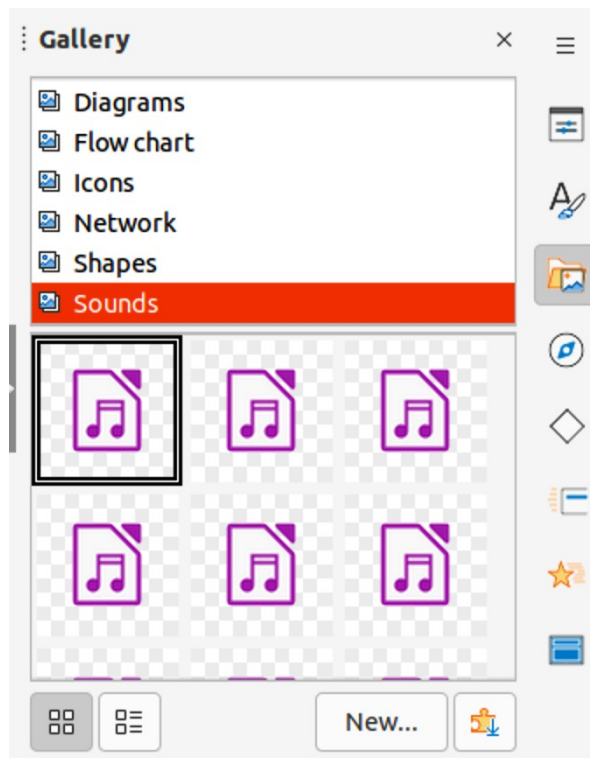 Gallery
Diagrams
Flow chart
Icons
Network
Shapes
Sounds
New...